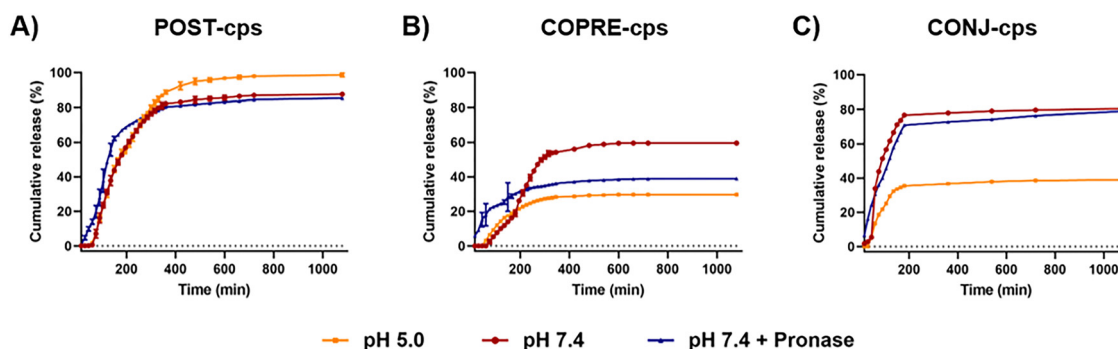 A) POST-cps
B) COPRE-cps
C) CONJ-cps
Cumulative release (%)
100
80
60
40
20
0
200 400 600 800 1000
Time (min)
Cumulative release (%)
100
80
60
40
20
0
200 400 600 800 1000
Time (min)
Cumulative release (%)
100
80
60
40
20
0
200 400 600 800 1000
Time (min)
pH 5.0 pH 7.4 pH 7.4 + Pronase